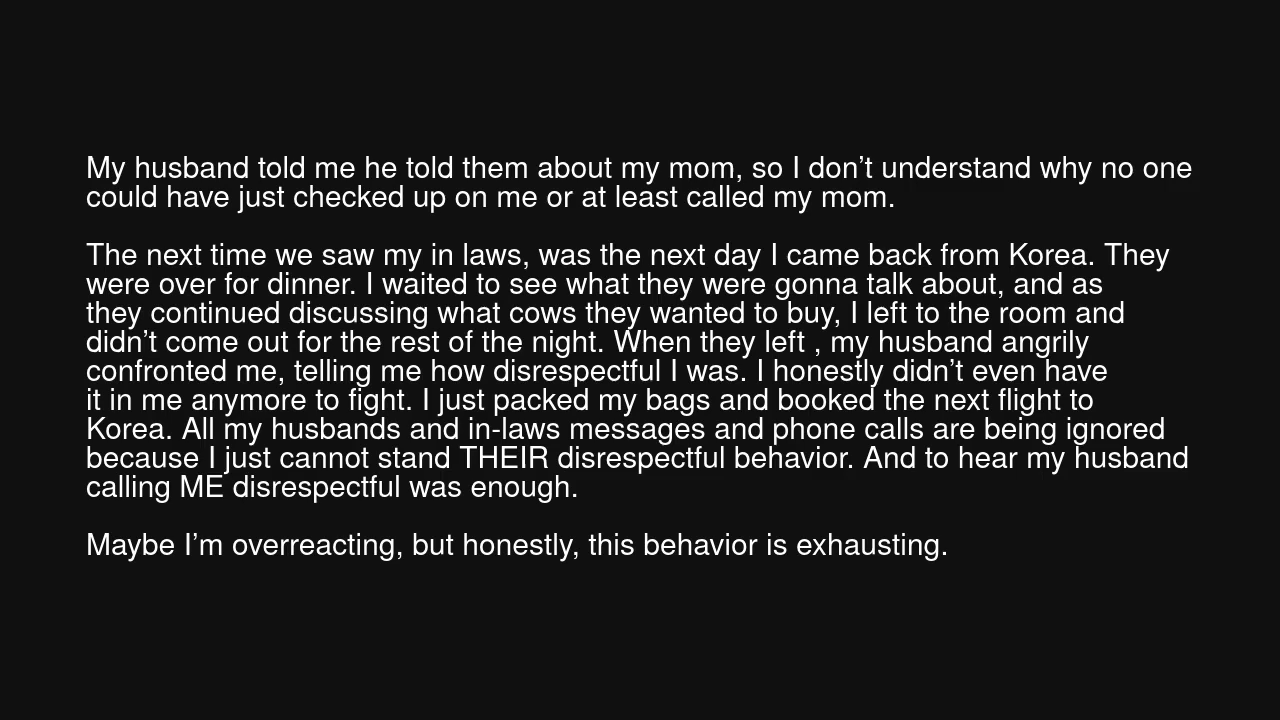 My husband told me he told them about my mom, so I don’t understand why no one
could have just checked up on me or at least called my mom.
The next time we saw my in laws, was the next day I came back from Korea. They
were over for dinner. I waited to see what they were gonna talk about, and as
they continued discussing what cows they wanted to buy, I left to the room and
didn’t come out for the rest of the night. When they left , my husband angrily
confronted me, telling me how disrespectful I was. I honestly didn’t even have
it in me anymore to fight. I just packed my bags and booked the next flight to
Korea. All my husbands and in-laws messages and phone calls are being ignored
because I just cannot stand THEIR disrespectful behavior. And to hear my husband
calling ME disrespectful was enough.
Maybe I’m overreacting, but honestly, this behavior is exhausting.